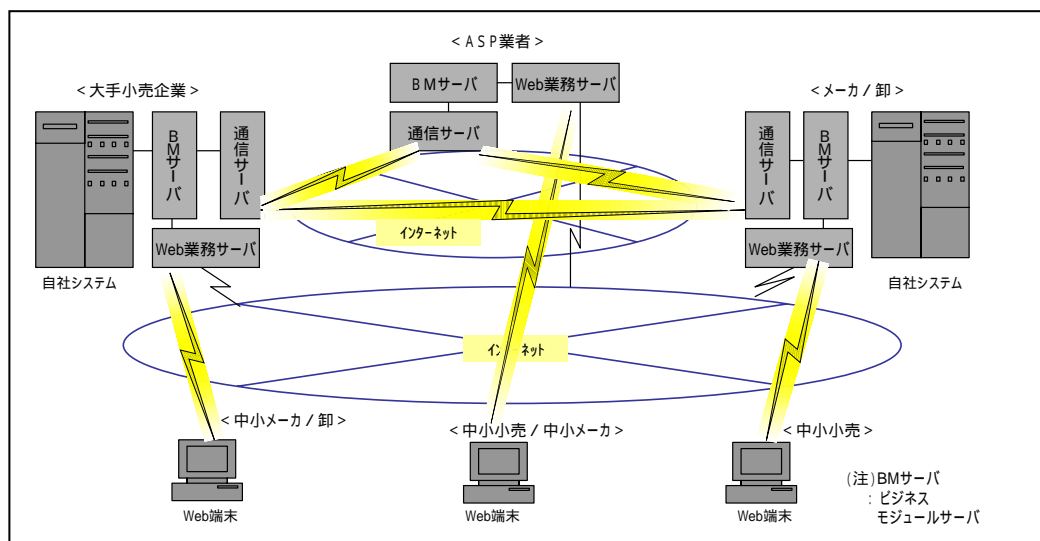 <ASP業者>
BMサーバ
Web業務サーバ
通信サーバ
<大手小売企業>
BMサーバ
通信サーバ
Web業務サーバ
自社システム
<メーカ/卸>
通信サーバ
BMサーバ
Web業務サーバ
自社システム
インターネット
<中小メーカ/卸>
Web端末
<中小小売/中小メーカ>
Web端末
<中小小売>
Web端末
(注)BMサーバ
:ビジネス
モジュールサーバ